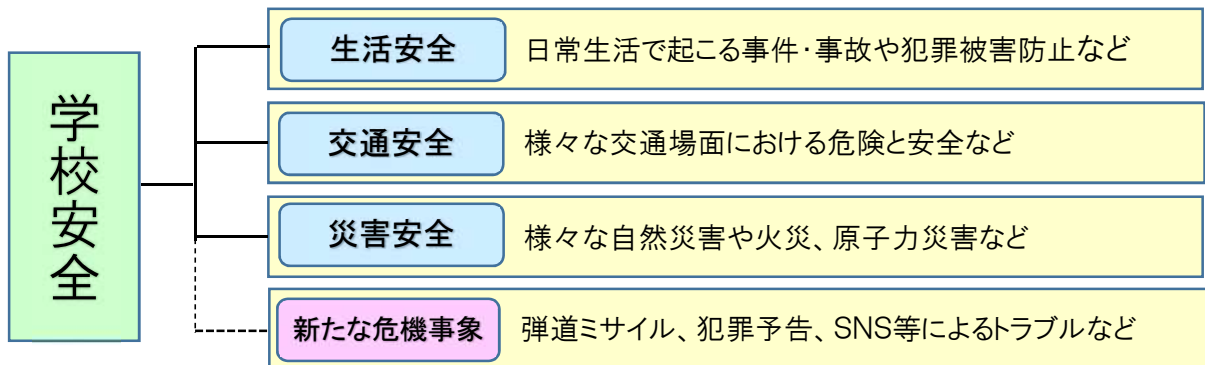 学校安全
生活安全 日常生活で起こる事件・事故や犯罪被害防止など
交通安全 様々な交通場面における危険と安全など
災害安全 様々な自然災害や火災、原子力災害など
新たな危機事象 弾道ミサイル、犯罪予告、SNS等によるトラブルなど